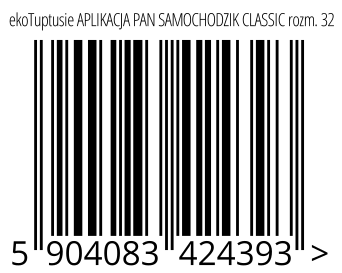 ekoTuptusie APLIKACJA PAN SAMOCHODZIK CLASSIC rozm. 32
5 904083 424393 >